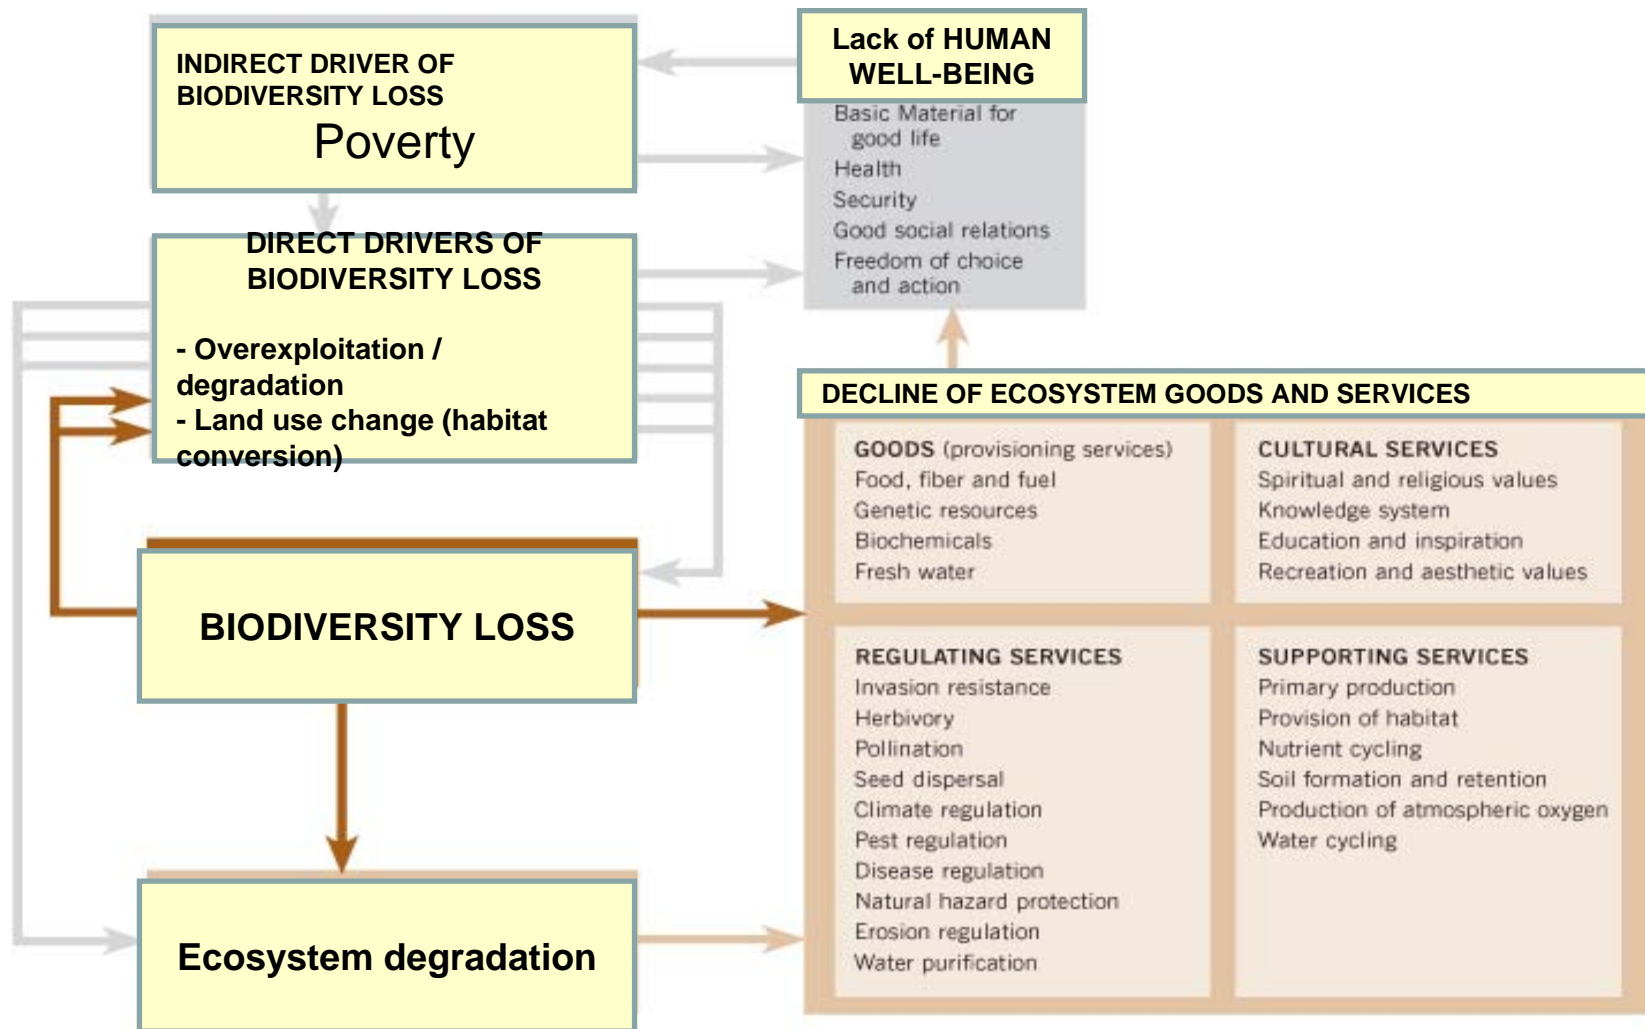 INDIRECT DRIVER OF
BIODIVERSITY LOSS
Poverty
Lack of HUMAN
WELL-BEING
Basic Material for
good life
Health
Security
Good social relations
Freedom of choice
and action
DIRECT DRIVERS OF
BIODIVERSITY LOSS
- Overexploitation /
degradation
- Land use change (habitat
conversion)
DECLINE OF ECOSYSTEM GOODS AND SERVICES
GOODS (provisioning services)
Food, fiber and fuel
Genetic resources
Biochemicals
Fresh water
CULTURAL SERVICES
Spiritual and religious values
Knowledge system
Education and inspiration
Recreation and aesthetic values
BIODIVERSITY LOSS
REGULATING SERVICES
Invasion resistance
Herbivory
Pollination
Seed dispersal
Climate regulation
Pest regulation
Disease regulation
Natural hazard protection
Erosion regulation
Water purification
SUPPORTING SERVICES
Primary production
Provision of habitat
Nutrient cycling
Soil formation and retention
Production of atmospheric oxygen
Water cycling
Ecosystem degradation